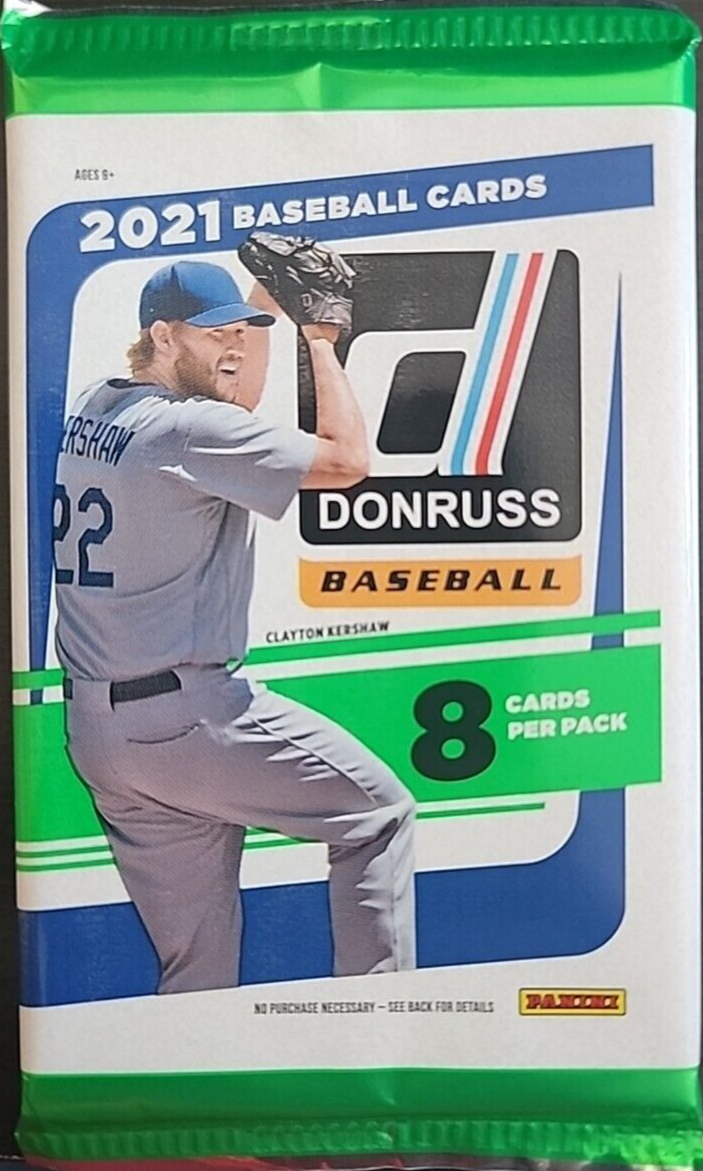 AGES 9+
2021 BASEBALL CARDS
ERSHAW
22
d
DONRUSS
BASEBALL
CLAYTON KERSHAW
8 CARDS
PER PACK
NO PURCHASE NECESSARY – SEE BACK FOR DETAILS
PANINI